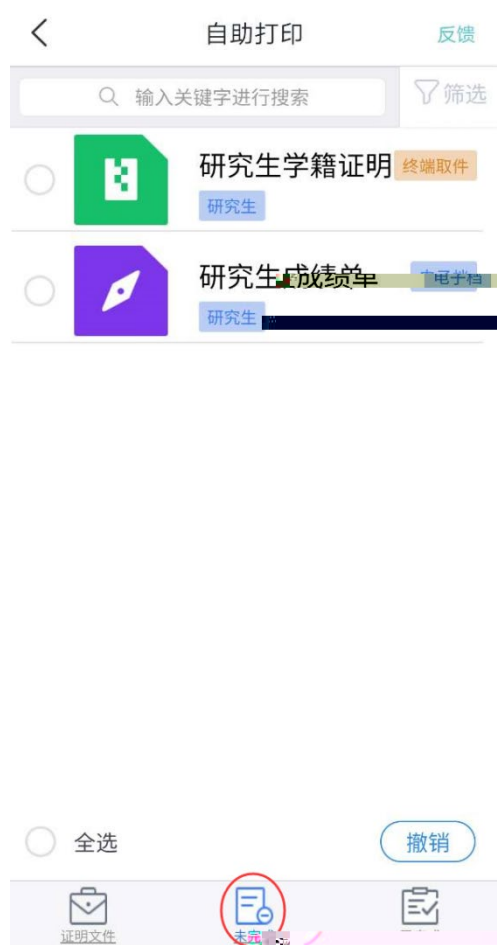 自助打印
反馈
输入关键字进行搜索
筛选
研究生学籍证明
终端取件
研究生
研究生成绩单
电子档
研究生
全选
撤销
证明文件
未完